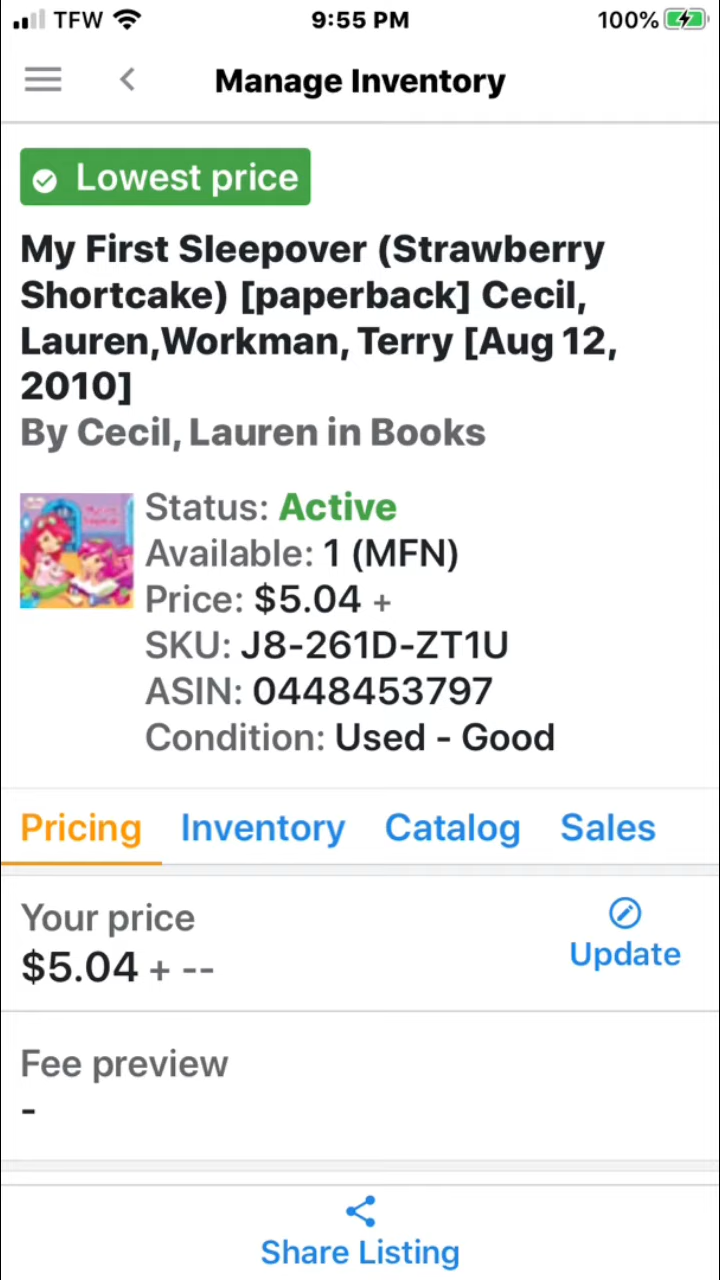 TFW 9:55 PM 100%
Manage Inventory
Lowest price
My First Sleepover (Strawberry
Shortcake) [paperback] Cecil,
Lauren,Workman, Terry [Aug 12,
2010]
By Cecil, Lauren in Books
Status: Active
Available: 1 (MFN)
Price: $5.04 +
SKU: J8-261D-ZT1U
ASIN: 0448453797
Condition: Used - Good
Pricing Inventory Catalog Sales
Your price
$5.04 + --
Update
Fee preview
-
Share Listing